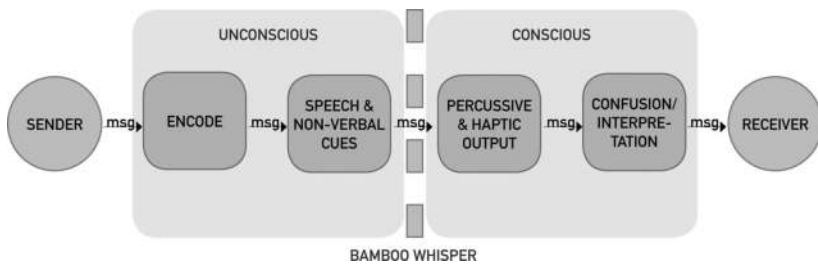 UNCONSCIOUS
CONSCIOUS
SENDER
msg
ENCODE
msg
SPEECH &
NON-VERBAL
CUES
msg
PERCUSSIVE
& HAPTIC
OUTPUT
msg
CONFUSION/
INTERPRE-
TATION
msg
RECEIVER
BAMBOO WHISPER